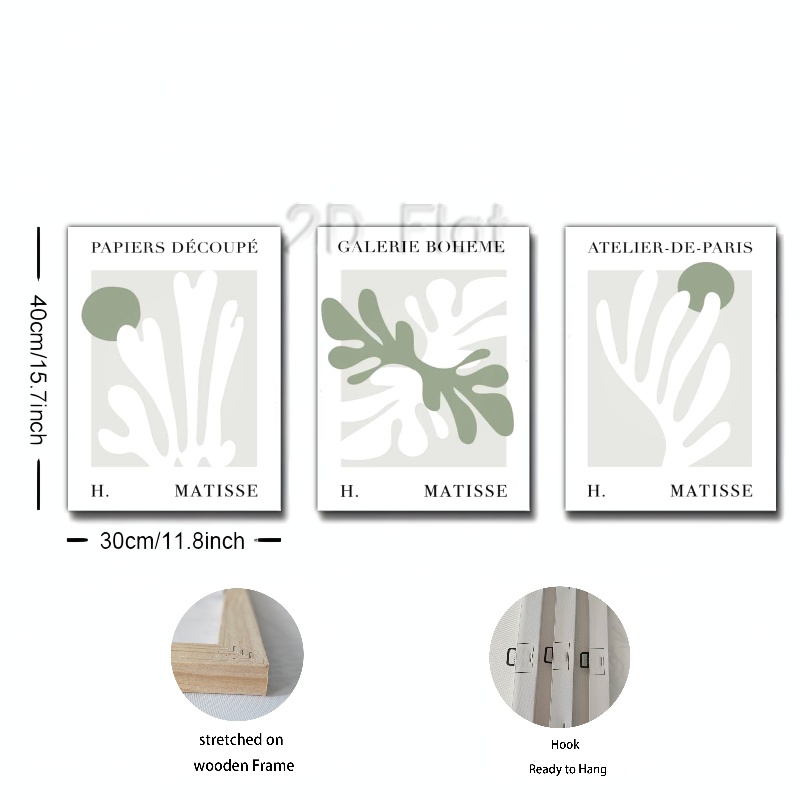 2D Flat
PAPIERS DÉCOUPÉ
GALERIE BOHEME
ATELIER-DE-PARIS
40cm/15.7inch
H. MATISSE
H. MATISSE
H. MATISSE
30cm/11.8inch
stretched on
wooden Frame
Hook
Ready to Hang